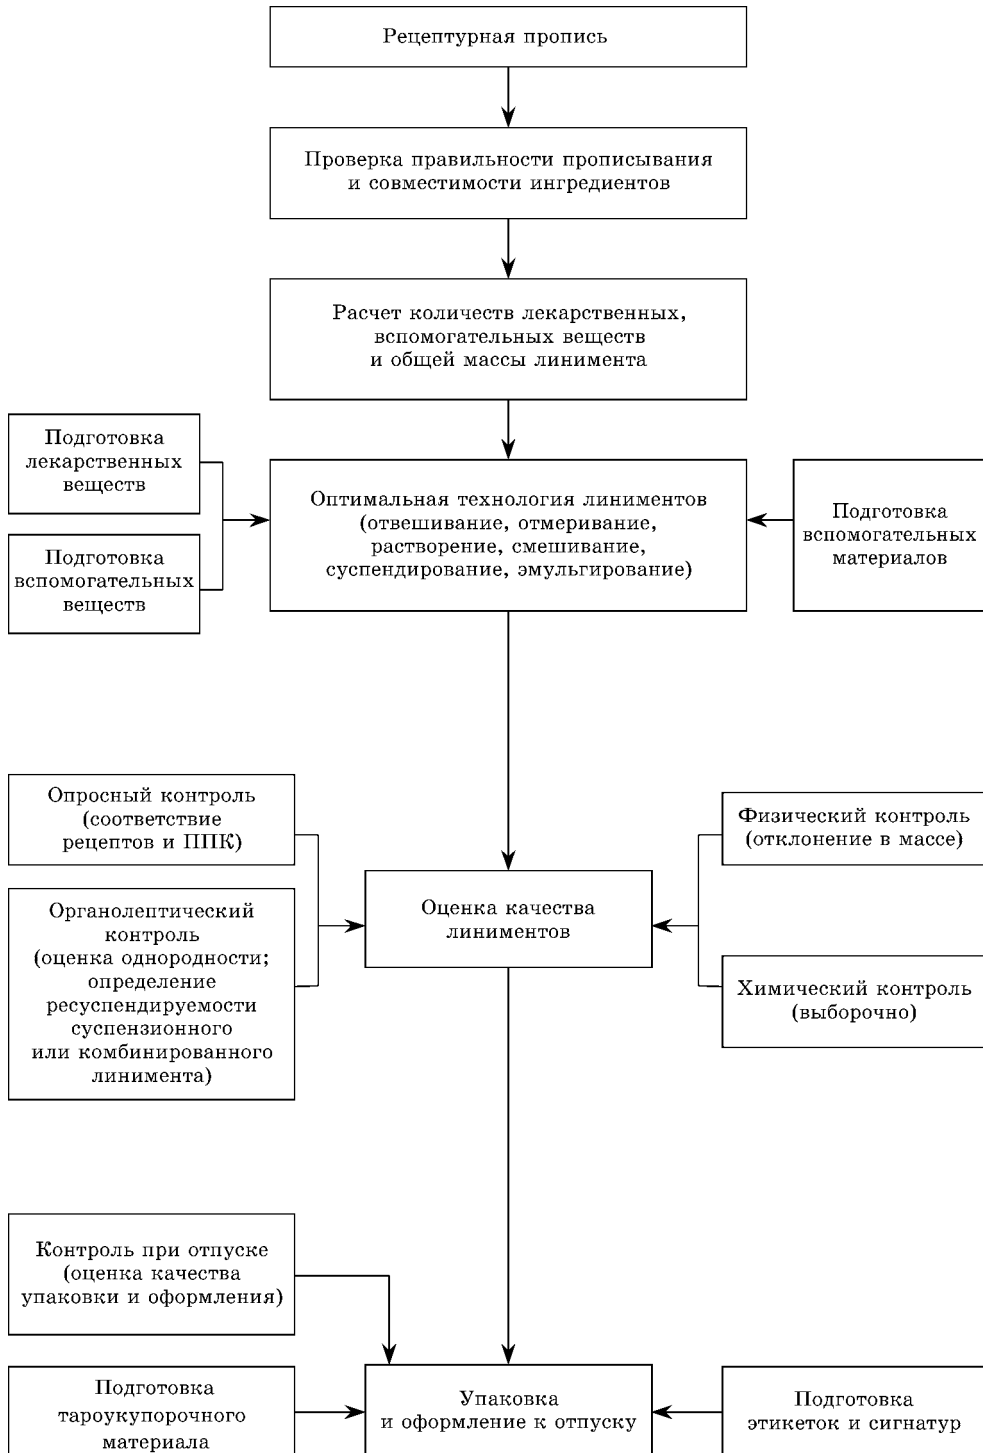 Рецептурная пропись
Проверка правильности прописывания
и совместимости ингредиентов
Расчет количеств лекарственных,
вспомогательных веществ
и общей массы линимента
Подготовка
лекарственных
веществ
Подготовка
вспомогательных
веществ
Оптимальная технология линиментов
(отвешивание, отмеривание,
растворение, смешивание,
суспендирование, эмульгирование)
Подготовка
вспомогательных
материалов
Опросный контроль
(соответствие
рецептов и ППК)
Органолептический
контроль
(оценка однородности;
определение
ресуспендируемости
суспензионного
или комбинированного
линимента)
Оценка качества
линиментов
Физический контроль
(отклонение в массе)
Химический контроль
(выборочно)
Контроль при отпуске
(оценка качества
упаковки и оформления)
Подготовка
тароукупорочного
материала
Упаковка
и оформление к отпуску
Подготовка
этикеток и сигнатур